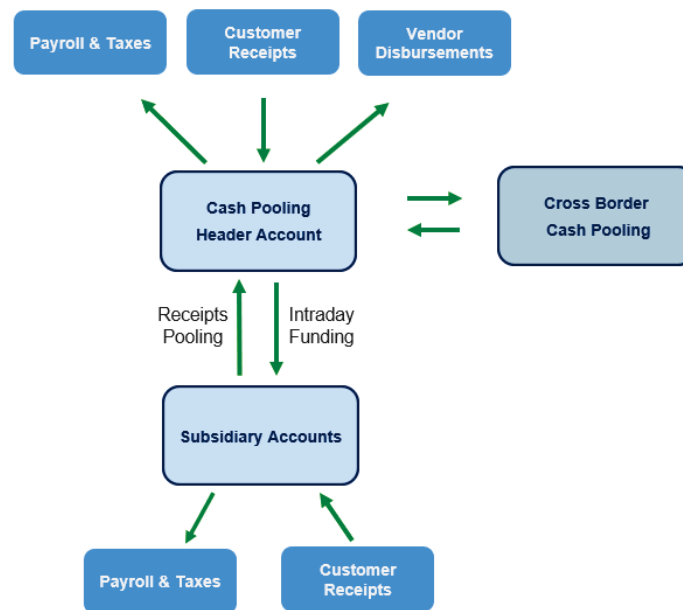 Payroll & Taxes
Customer
Receipts
Vendor
Disbursements
Cash Pooling
Header Account
Cross Border
Cash Pooling
Receipts
Pooling
Intraday
Funding
Subsidiary Accounts
Payroll & Taxes
Customer
Receipts